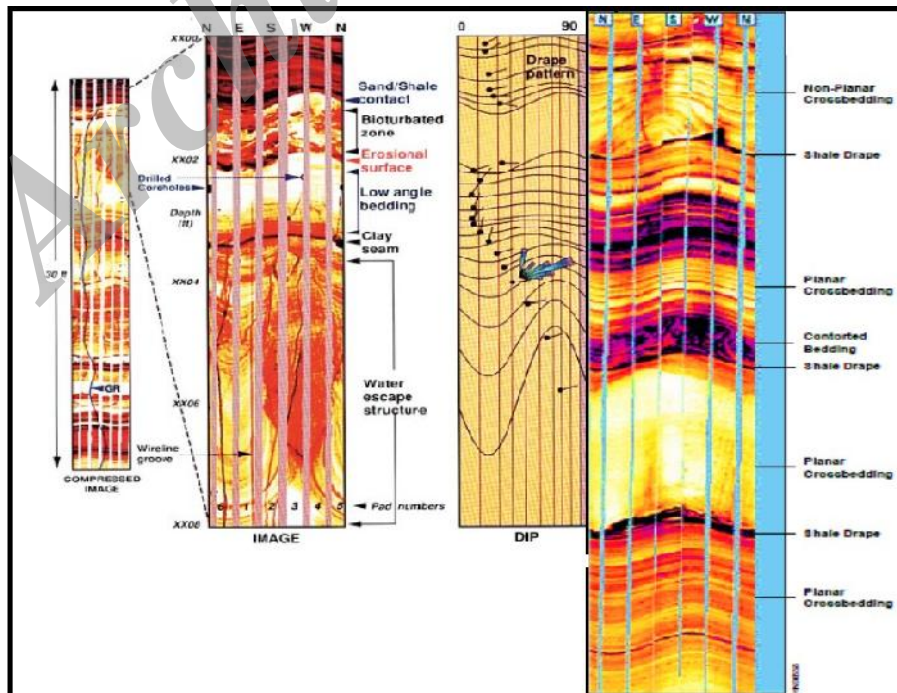 Arch
N E S W N
XX00
Sand/Shale
contact
Bioturbated
zone
XX02
Erosional
surface
Drilled
Coreholes
Low angle
bedding
Depth
(ft)
Clay
seam
XX04
30 ft
GR
Water
escape
structure
XX06
Wireline
groove
COMPRESSED
IMAGE
6 1 2 3 4 5
Pad numbers
XX08
IMAGE
0 90
Drape
pattern
DIP
N E S W N
Non-Planar
Crossbedding
Shale Drape
Planar
Crossbedding
Contorted
Bedding
Shale Drape
Planar
Crossbedding
Shale Drape
Planar
Crossbedding